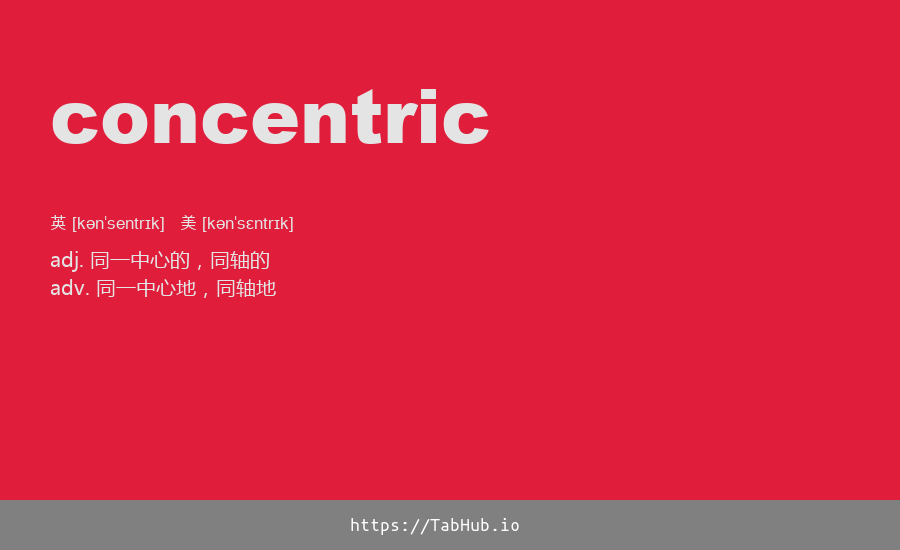 concentric
英 [kən'sentrɪk] 美 [kən'sɛntrɪk]
adj. 同一中心的，同轴的
adv. 同一中心地，同轴地
https://TabHub.io